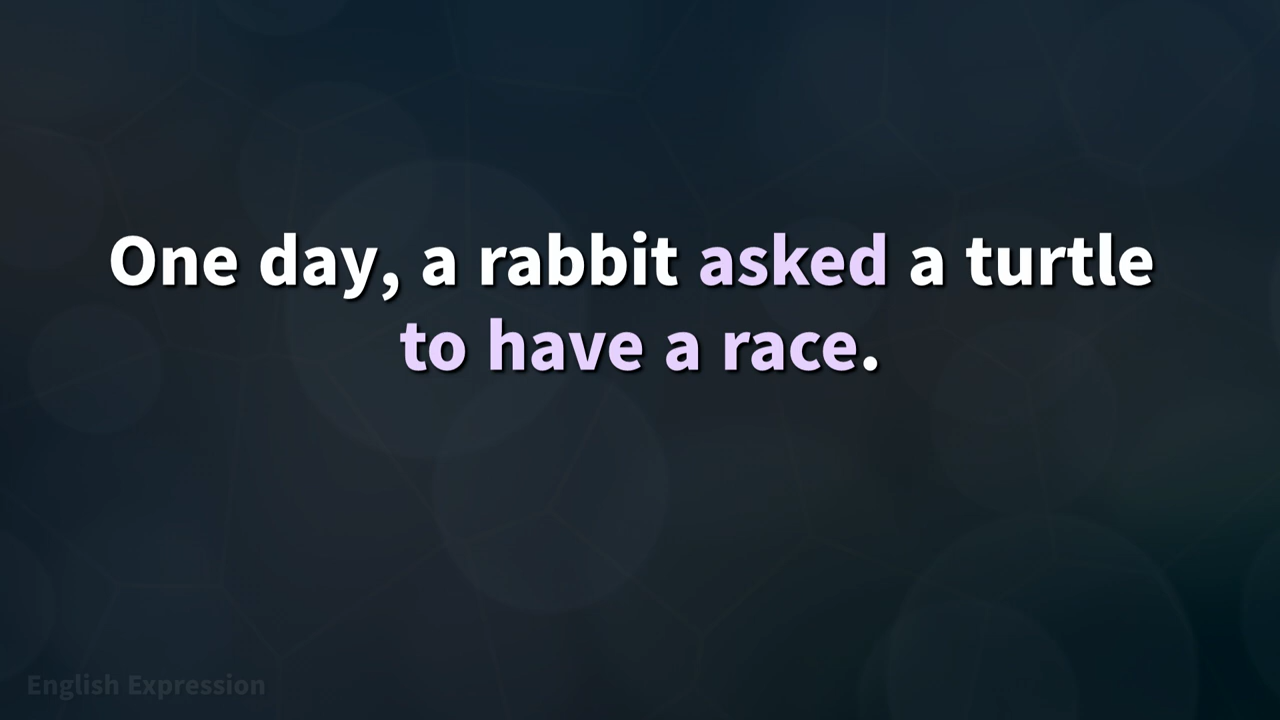 One day, a rabbit asked a turtle
to have a race.
English Expression